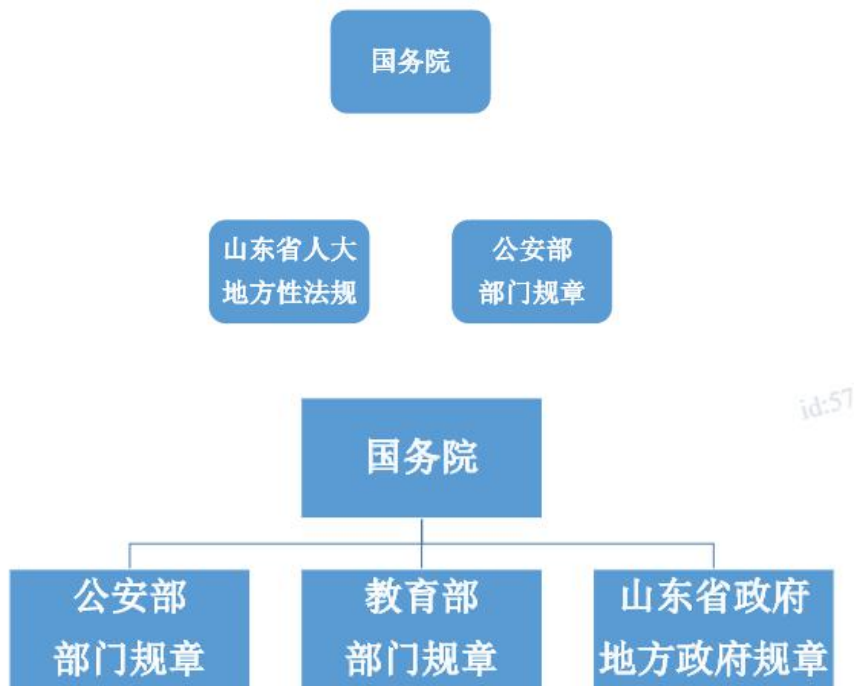 国务院
山东省人大
地方性法规
公安部
部门规章
id:57
国务院
公安部
部门规章
教育部
部门规章
山东省政府
地方政府规章